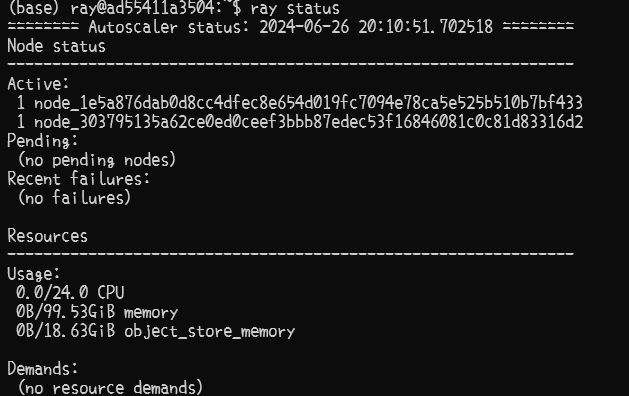 (base) ray@ad55411a3504:~$ ray status
======== Autoscaler status: 2024-06-26 20:10:51.702518 ========
Node status
---------------------------------------------------------------
Active:
 1 node_1e5a876dab0d8cc4dfec8e654d019fc7094e78ca5e525b510b7bf433
 1 node_303795135a62ce0ed0ceef3bbb87edec53f16846081c0c81d83316d2
Pending:
 (no pending nodes)
Recent failures:
 (no failures)

Resources
---------------------------------------------------------------
Usage:
 0.0/24.0 CPU
 0B/99.53GiB memory
 0B/18.63GiB object_store_memory

Demands:
 (no resource demands)